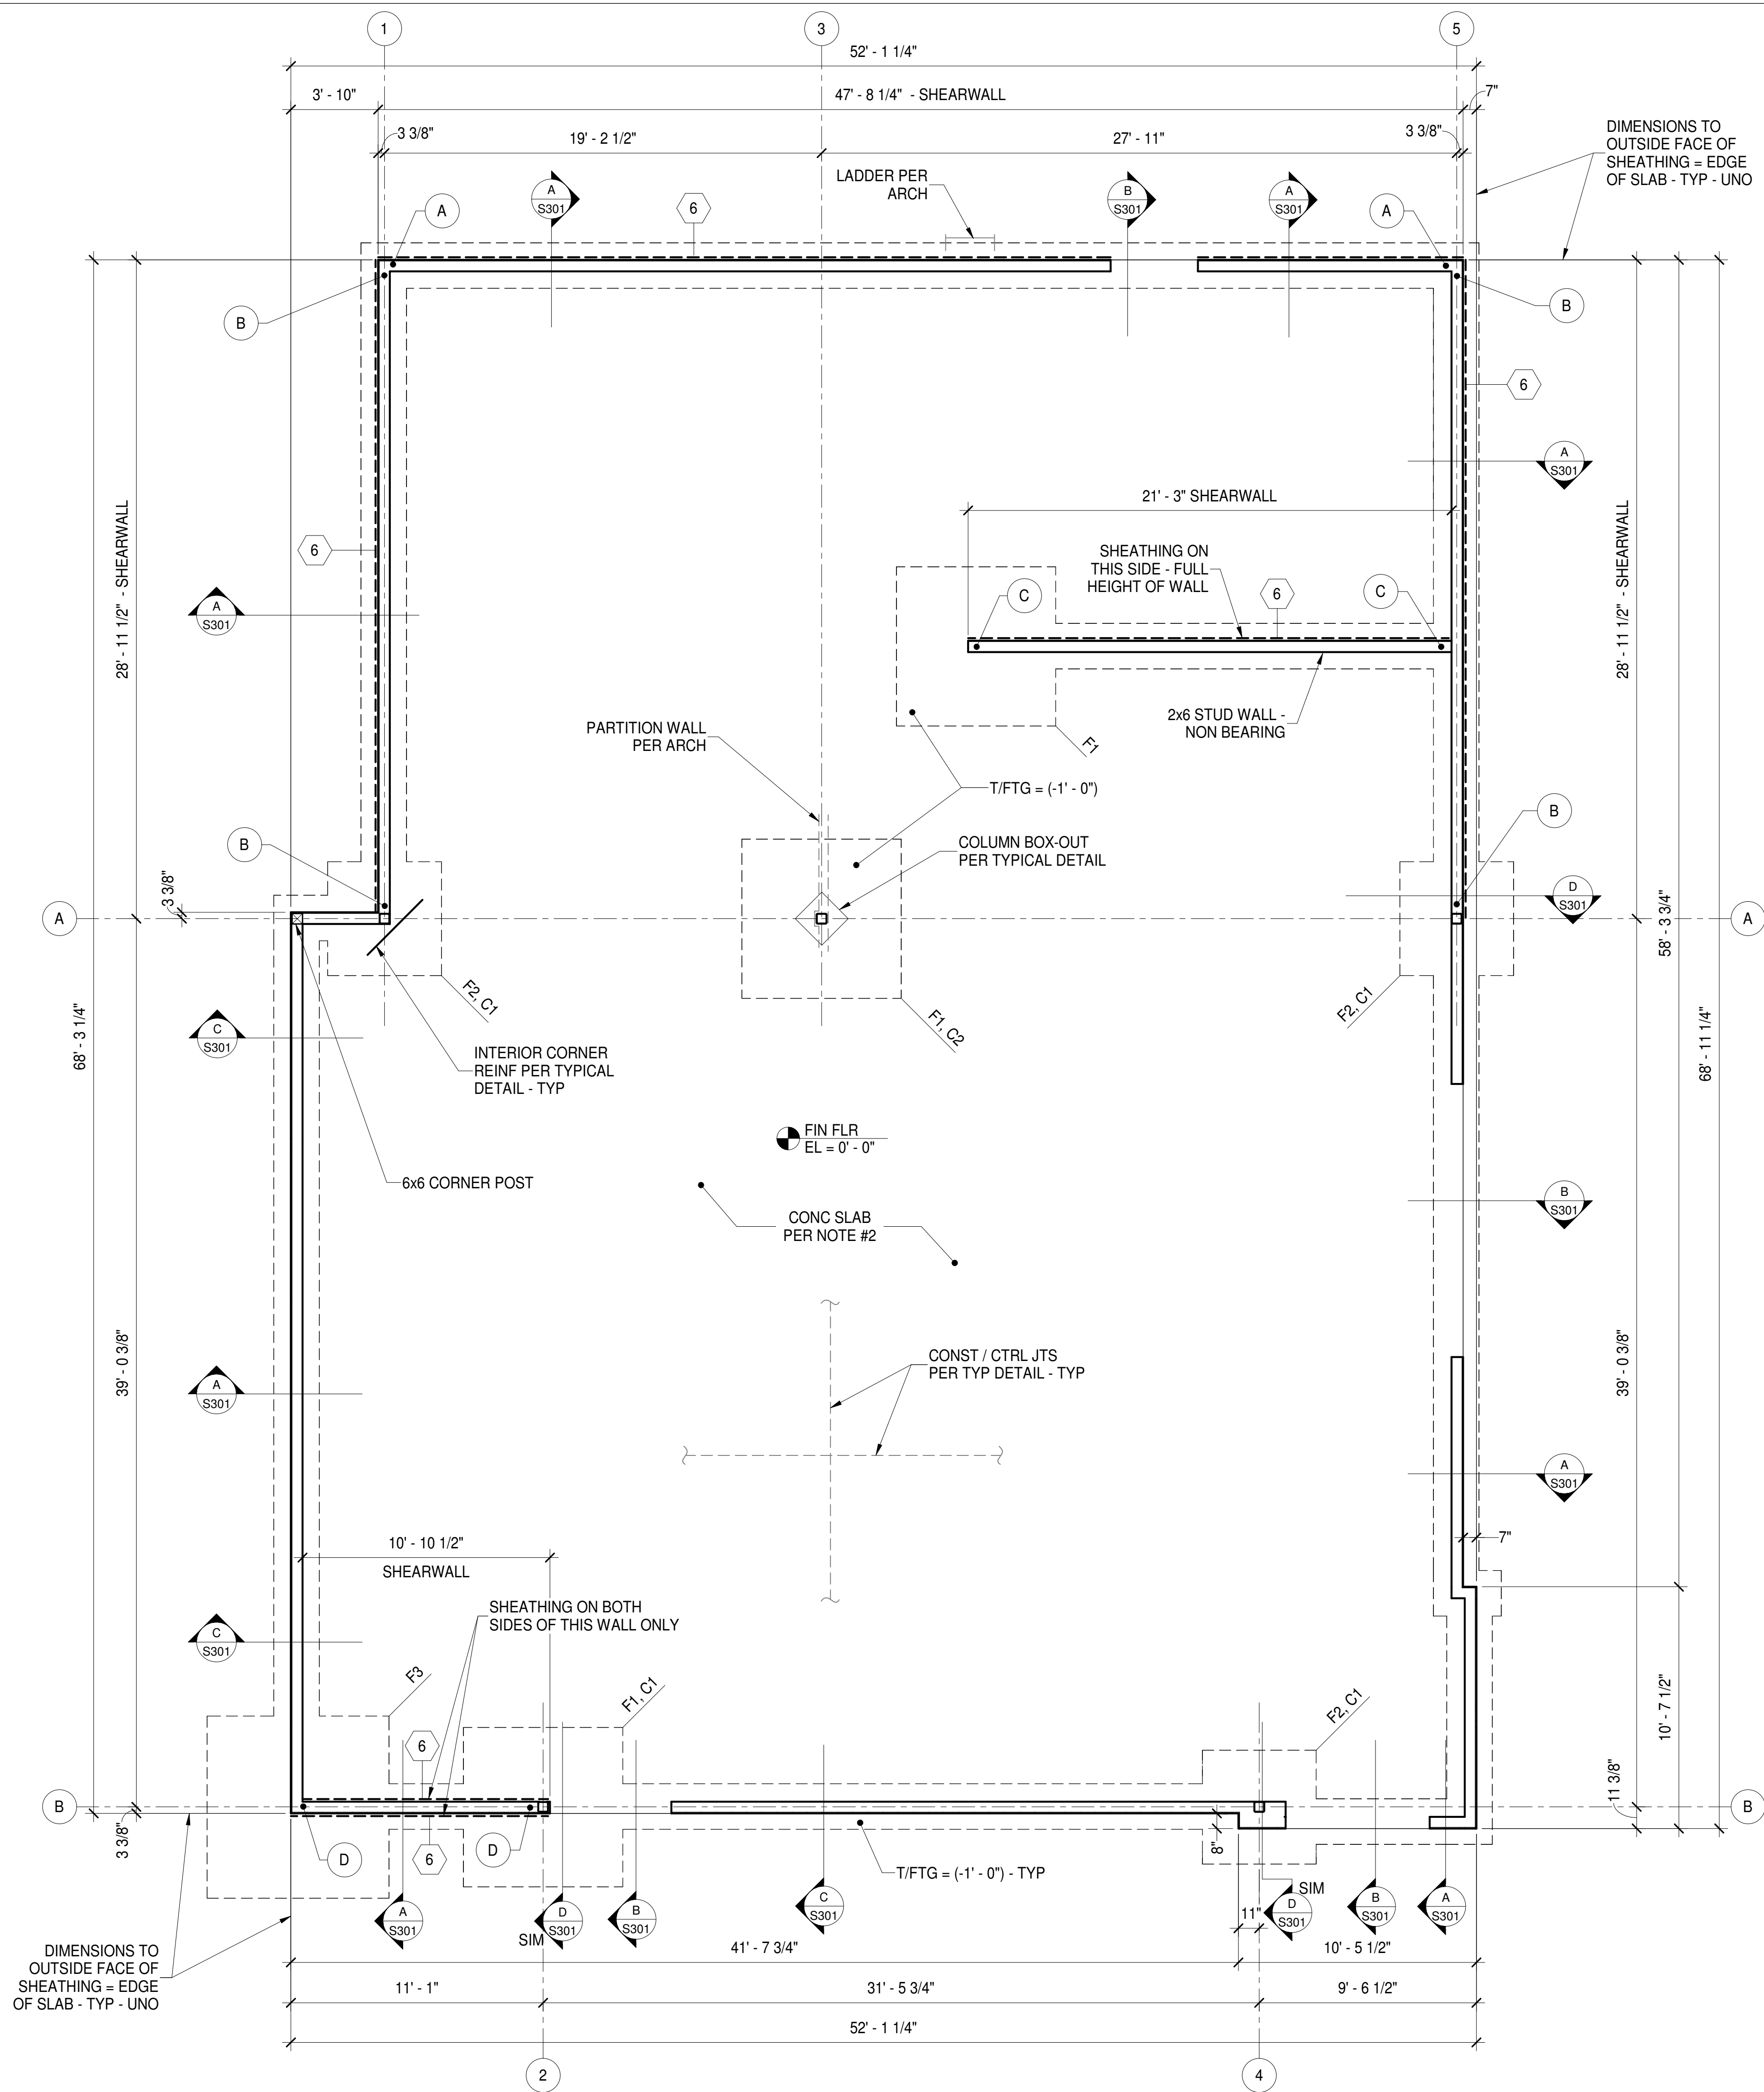 1
3
5
52' - 1 1/4"
3' - 10"
47' - 8 1/4" - SHEARWALL
7"
3 3/8"
19' - 2 1/2"
27' - 11"
3 3/8"
DIMENSIONS TO
OUTSIDE FACE OF
SHEATHING = EDGE
OF SLAB - TYP - UNO
LADDER PER
ARCH
A
S301
6
B
S301
A
S301
A
A
B
B
6
28' - 11 1/2" - SHEARWALL
28' - 11 1/2" - SHEARWALL
A
S301
21' - 3" SHEARWALL
6
SHEATHING ON
THIS SIDE - FULL
HEIGHT OF WALL
6
C
C
A
S301
2x6 STUD WALL -
NON BEARING
PARTITION WALL
PER ARCH
F1
T/FTG = (-1' - 0")
B
B
COLUMN BOX-OUT
PER TYPICAL DETAIL
3 3/8"
D
S301
A
A
58' - 3 3/4"
F2, C1
F1, C2
F2, C1
68' - 3 1/4"
68' - 11 1/4"
C
S301
INTERIOR CORNER
REINF PER TYPICAL
DETAIL - TYP
FIN FLR
EL = 0' - 0"
6x6 CORNER POST
B
S301
CONC SLAB
PER NOTE #2
39' - 0 3/8"
39' - 0 3/8"
CONST / CTRL JTS
PER TYP DETAIL - TYP
A
S301
A
S301
7"
10' - 10 1/2"
SHEARWALL
SHEATHING ON BOTH
SIDES OF THIS WALL ONLY
C
S301
F3
F1, C1
F2, C1
10' - 7 1/2"
6
11 3/8"
B
B
3 3/8"
8"
D
6
D
T/FTG = (-1' - 0") - TYP
A
S301
D
S301
SIM
B
S301
C
S301
11"
SIM
D
S301
B
S301
A
S301
DIMENSIONS TO
OUTSIDE FACE OF
SHEATHING = EDGE
OF SLAB - TYP - UNO
41' - 7 3/4"
10' - 5 1/2"
11' - 1"
31' - 5 3/4"
9' - 6 1/2"
52' - 1 1/4"
2
4